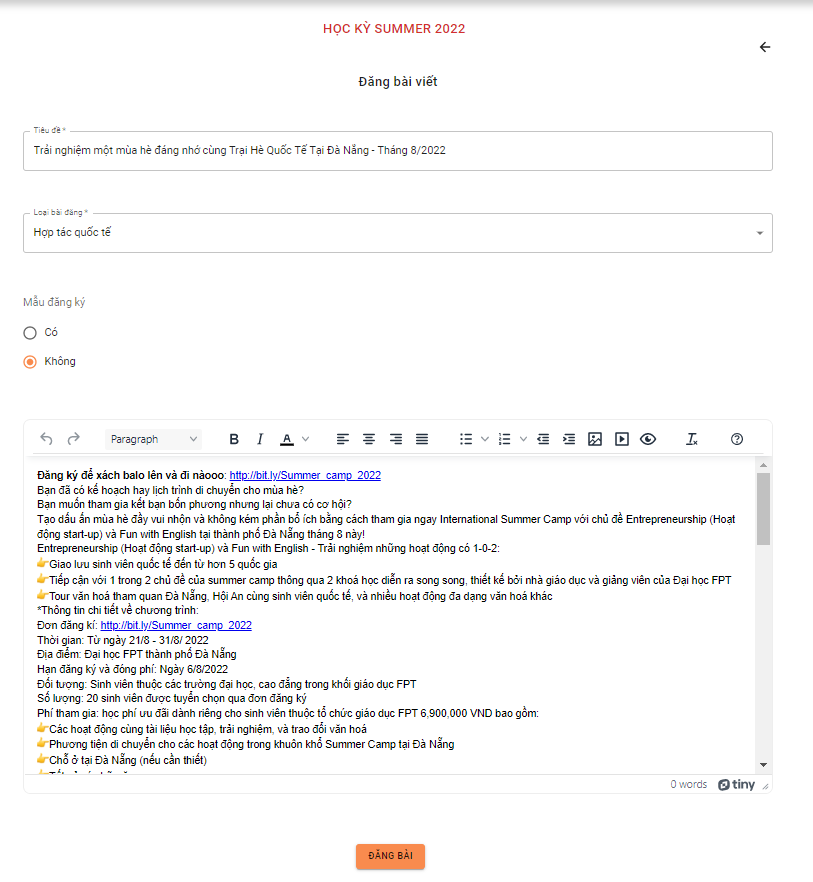 HỌC KỲ SUMMER 2022
Đăng bài viết
Tiêu đề *
Trải nghiệm một mùa hè đáng nhớ cùng Trại Hè Quốc Tế Tại Đà Nẵng - Tháng 8/2022
Loại bài đăng *
Hợp tác quốc tế
Mẫu đăng ký
Có
Không
Paragraph
Đăng ký để xách balo lên và đi nàooo: http://bit.ly/Summer_camp_2022
Bạn đã có kế hoạch hay lịch trình di chuyển cho mùa hè?
Bạn muốn tham gia kết bạn bốn phương nhưng lại chưa có cơ hội?
Tạo dấu ấn mùa hè đầy vui nhộn và không kém phần bổ ích bằng cách tham gia ngay International Summer Camp với chủ đề Entrepreneurship (Hoạt
động start-up) và Fun with English tại thành phố Đà Nẵng tháng 8 này!
Entrepreneurship (Hoạt động start-up) và Fun with English - Trải nghiệm những hoạt động có 1-0-2:
👉Giao lưu sinh viên quốc tế đến từ hơn 5 quốc gia
👉Tiếp cận với 1 trong 2 chủ đề của summer camp thông qua 2 khoá học diễn ra song song, thiết kế bởi nhà giáo dục và giảng viên của Đại học FPT
👉Tour văn hoá tham quan Đà Nẵng, Hội An cùng sinh viên quốc tế, và nhiều hoạt động đa dạng văn hoá khác
*Thông tin chi tiết về chương trình:
Đơn đăng kí: http://bit.ly/Summer_camp_2022
Thời gian: Từ ngày 21/8 - 31/8/ 2022
Địa điểm: Đại học FPT thành phố Đà Nẵng
Hạn đăng ký và đóng phí: Ngày 6/8/2022
Đối tượng: Sinh viên thuộc các trường đại học, cao đẳng trong khối giáo dục FPT
Số lượng: 20 sinh viên được tuyển chọn qua đơn đăng ký
Phí tham gia: học phí ưu đãi dành riêng cho sinh viên thuộc tổ chức giáo dục FPT 6,900,000 VND bao gồm:
👉Các hoạt động cùng tài liệu học tập, trải nghiệm, và trao đổi văn hoá
👉Phương tiện di chuyển cho các hoạt động trong khuôn khổ Summer Camp tại Đà Nẵng
👉Chỗ ở tại Đà Nẵng (nếu cần thiết)
0 words tiny
ĐĂNG BÀI